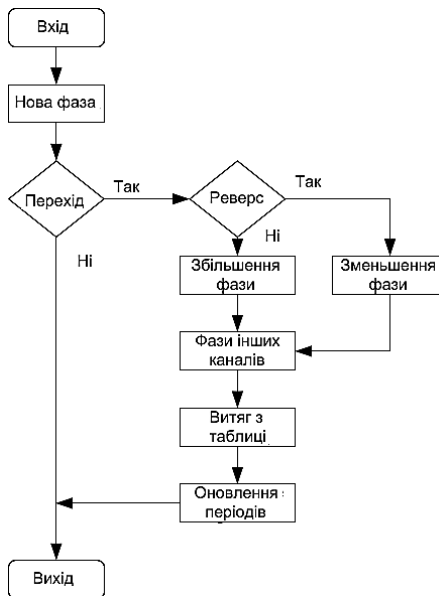 Вхід
Нова фаза
Перехід
Так
Реверс
Так
Ні
Ні
Збільшення
фази
Зменьшення
фази
Фази інших
каналів
Витяг з
таблиці
Оновлення
періодів
Вихід